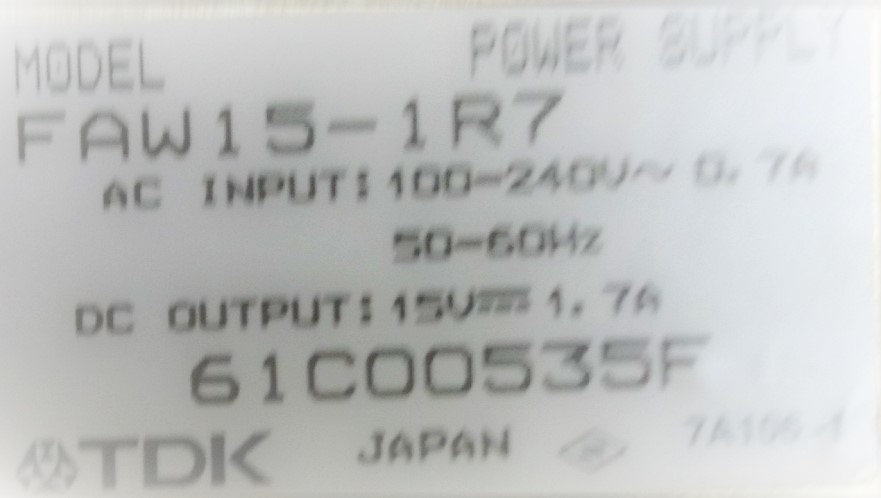 MODEL POWER SUPPLY
FAW15-1R7
AC INPUT: 100-240V~ 0.7A
50-60Hz
DC OUTPUT: 15V⎓ 1.7A
61C00535F
TDK JAPAN